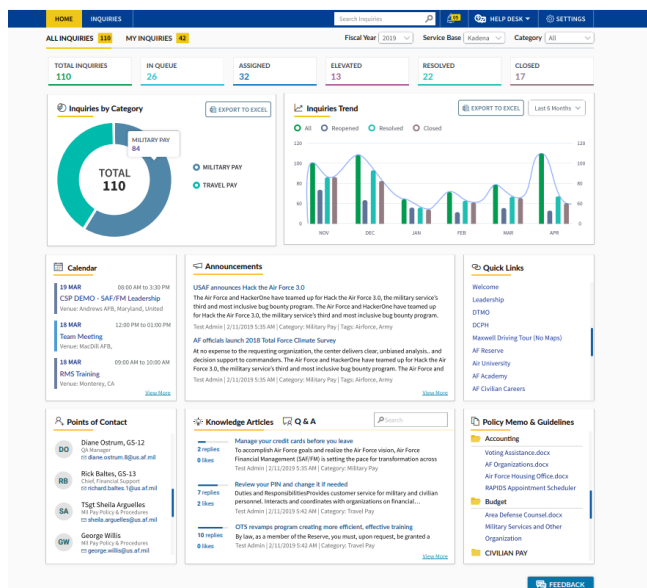 HOME INQUIRIES Search Inquiries 05 HELP DESK SETTINGS
ALL INQUIRIES 110 MY INQUIRIES 42 Fiscal Year 2019 Service Base Kadena Category All
TOTAL INQUIRIES IN QUEUE ASSIGNED ELEVATED RESOLVED CLOSED
110 26 32 13 22 17
Inquiries by Category EXPORT TO EXCEL
MILITARY PAY
84
TOTAL
110
MILITARY PAY
TRAVEL PAY
Inquiries Trend EXPORT TO EXCEL Last 6 Months
All Reopened Resolved Closed
120 120
100 100
80 80
60 60
0 0
NOV DEC JAN FEB MAR APR
Calendar
19 MAR 08:00 AM to 3:30 PM
CSP DEMO - SAF/FM Leadership
Venue: Andrews AFB, Maryland, United
18 MAR 12:00 PM to 01:00 PM
Team Meeting
Venue: MacDill AFB,
18 MAR 09:00 AM to 10:00 AM
RMS Training
Venue: Monterey, CA
View More
Announcements
USAF announces Hack the Air Force 3.0
The Air Force and HackerOne have teamed up for Hack the Air Force 3.0, the military service's
third and most inclusive bug bounty program. The Air Force and HackerOne have teamed up
for Hack the Air Force 3.0, the military service's third and most inclusive bug bounty program.
Test Admin | 2/11/2019 5:35 AM | Category: Military Pay | Tags: Airforce, Army
AF officials launch 2018 Total Force Climate Survey
At no expense to the requesting organization, the center delivers clear, unbiased analysis.. and
decision support to commanders. The Air Force and HackerOne have teamed up for Hack the Air
Force 3.0, the military service's third and most inclusive bug bounty program. The Air Force and
Test Admin | 2/11/2019 5:35 AM | Category: Military Pay | Tags: Airforce, Army
View More
Quick Links
Welcome
Leadership
DTMO
DCPH
Maxwell Driving Tour (No Maps)
AF Reserve
Air University
AF Academy
AF Civilian Careers
Points of Contact
DO Diane Ostrum, GS-12
QA Manager
diane.ostrum.8@us.af.mil
RB Rick Baltes, GS-13
Chief, Financial Support
richard.baltes.1@us.af.mil
SA TSgt Sheila Arguelles
Mil Pay Policy & Procedures
sheila.arguelles@us.af.mil
GW George Willis
Mil Pay Policy & Procedures
george.willis@us.af.mil
Knowledge Articles Q & A Search
Manage your credit cards before you leave
2 replies To accomplish Air Force goals and realize the Air Force vision, Air Force
0 likes Financial Management (SAF/FM) is setting the pace for transformation across
Test Admin | 2/11/2019 5:35 AM | Category: Military Pay
Review your PIN and change it if needed
7 replies Duties and ResponsibilitiesProvides customer service for military and civilian
2 likes personnel. Interacts and coordinates with organizations on financial...
Test Admin | 2/11/2019 5:42 AM | Category: Travel Pay
OTS revamps program creating more efficient, effective training
10 replies By law, as a member of the Reserve, you must, upon request, be granted a
0 likes Test Admin | 2/11/2019 5:42 AM | Category: Travel Pay
View More
Policy Memo & Guidelines
Accounting
Voting Assistance.docx
AF Organizations.docx
Air Force Housing Office.docx
RAPIDS Appointment Scheduler
Budget
Area Defense Counsel.docx
Military Services and Other
Organization
CIVILIAN PAY
FEEDBACK